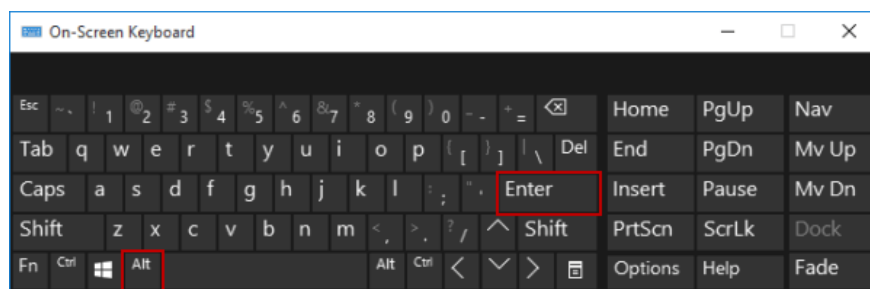 On-Screen Keyboard
Esc ~ ` ! 1 @ 2 # 3 $ 4 % 5 ^ 6 & 7 * 8 ( 9 ) 0 - - + = Home PgUp Nav
Tab q w e r t y u i o p { [ } ] | \ Del End PgDn Mv Up
Caps a s d f g h j k l : ; " ' Enter Insert Pause Mv Dn
Shift z x c v b n m < , > . ? / Shift PrtScn ScrLk Dock
Fn Ctrl Alt Alt Ctrl Options Help Fade